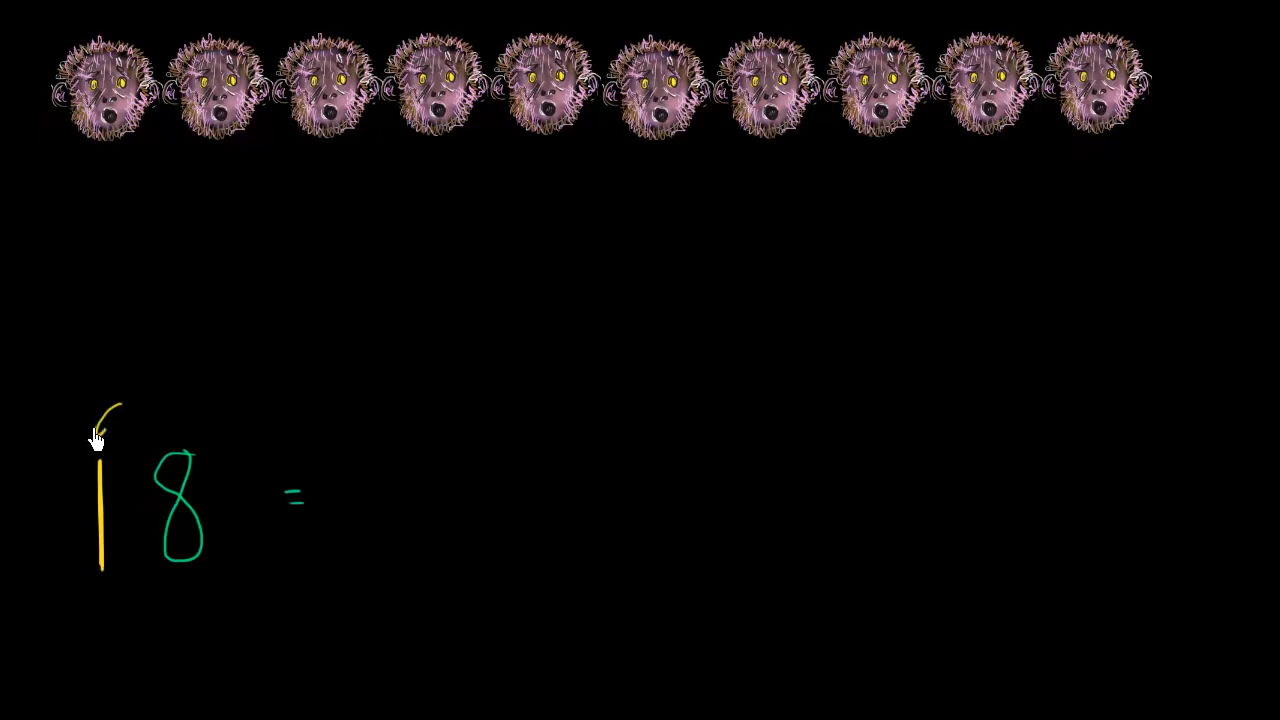 18 =